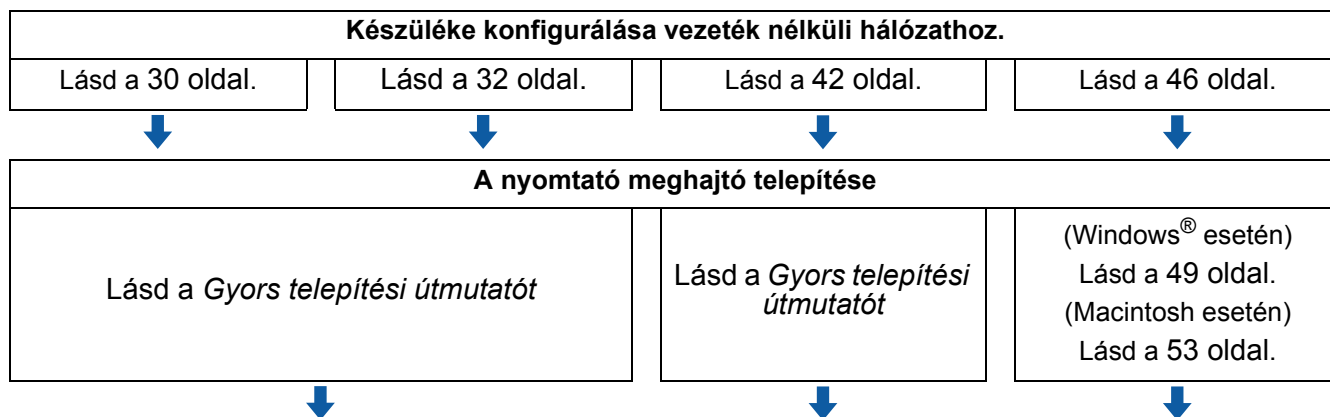 Készüléke konfigurálása vezeték nélküli hálózathoz.
Lásd a 30 oldal.
Lásd a 32 oldal.
Lásd a 42 oldal.
Lásd a 46 oldal.
A nyomtató meghajtó telepítése
Lásd a Gyors telepítési útmutatót
Lásd a Gyors telepítési
útmutatót
(Windows® esetén)
Lásd a 49 oldal.
(Macintosh esetén)
Lásd a 53 oldal.